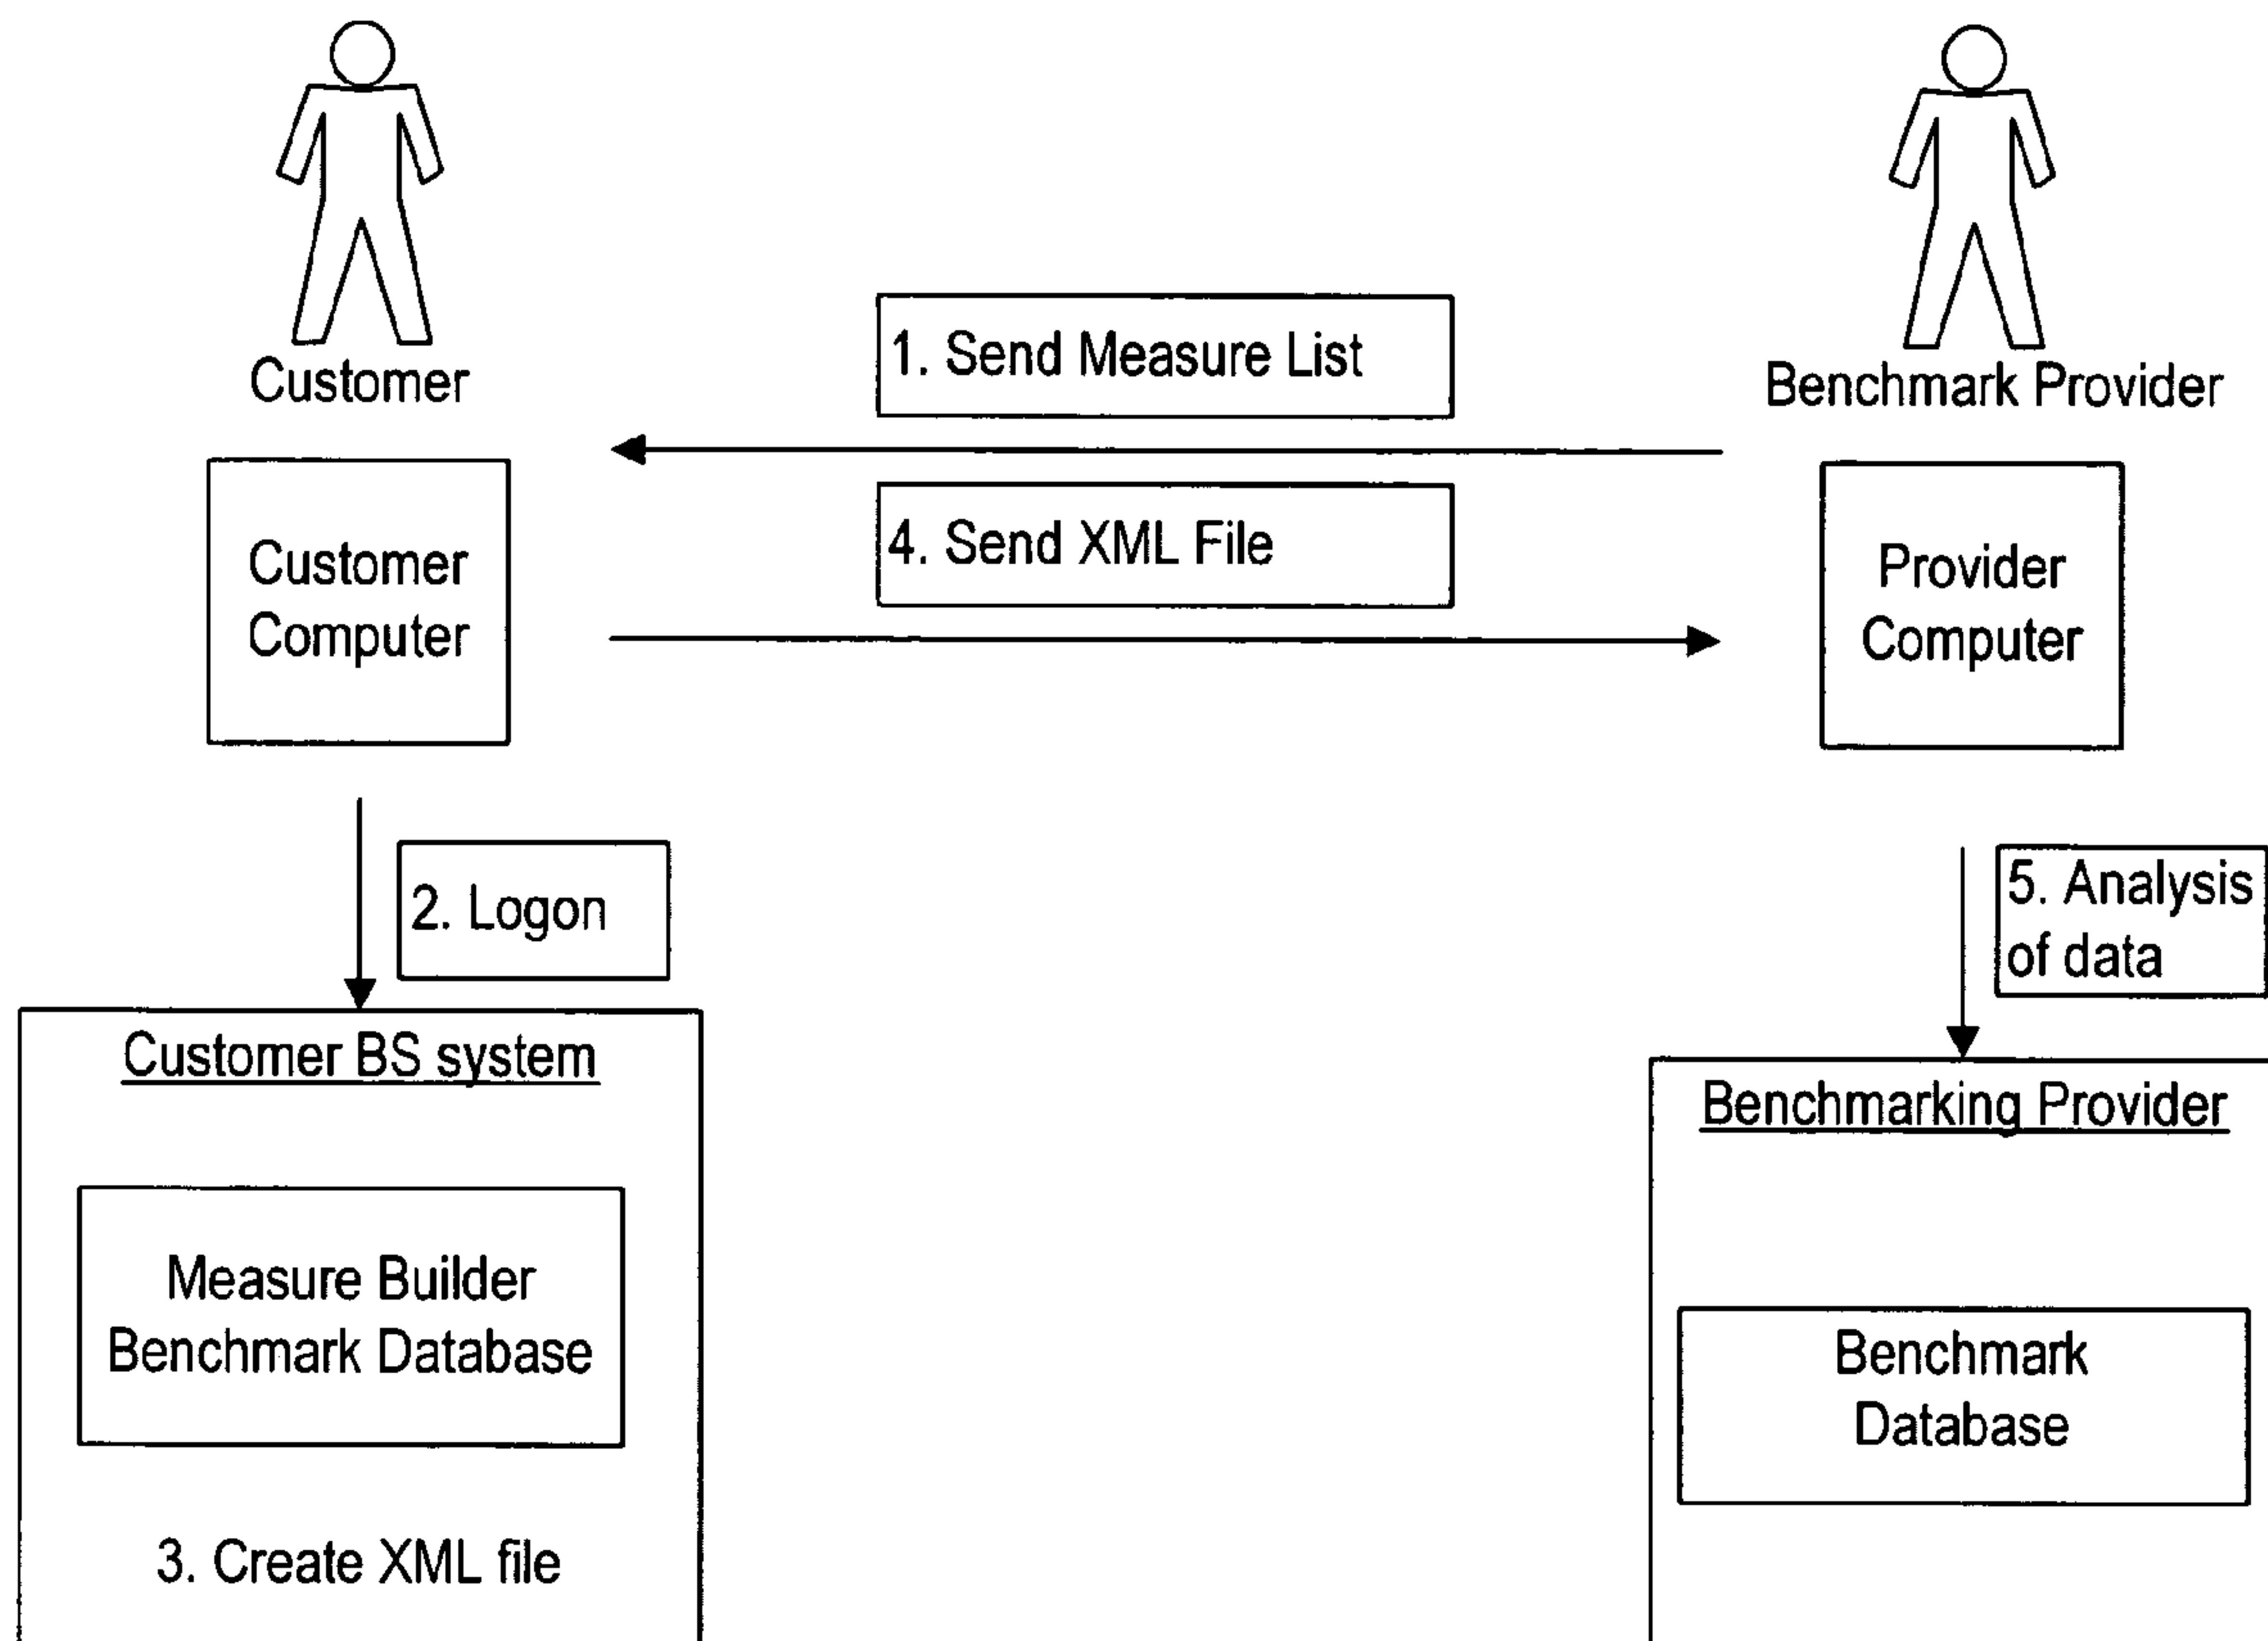 Customer
Benchmark Provider
1. Send Measure List
4. Send XML File
Customer
Computer
Provider
Computer
2. Logon
5. Analysis
of data
Customer BS system
Measure Builder
Benchmark Database
3. Create XML file
Benchmarking Provider
Benchmark
Database